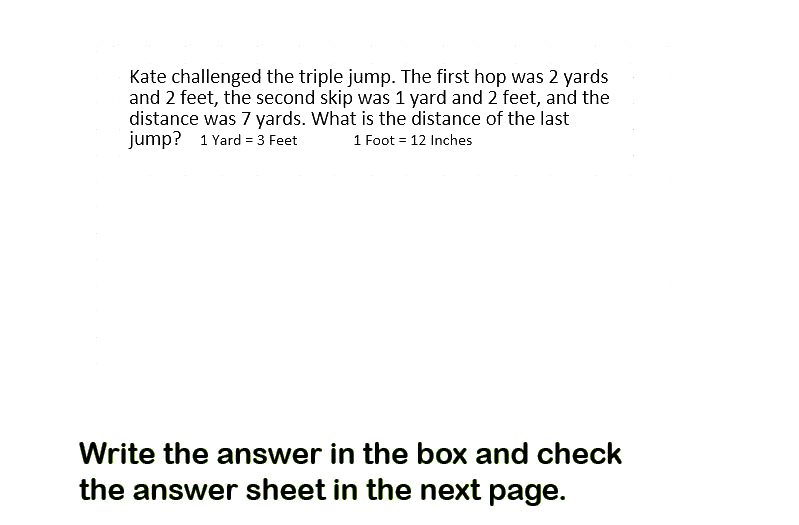 Kate challenged the triple jump. The first hop was 2 yards
and 2 feet, the second skip was 1 yard and 2 feet, and the
distance was 7 yards. What is the distance of the last
jump? 1 Yard = 3 Feet 1 Foot = 12 Inches
Write the answer in the box and check
the answer sheet in the next page.